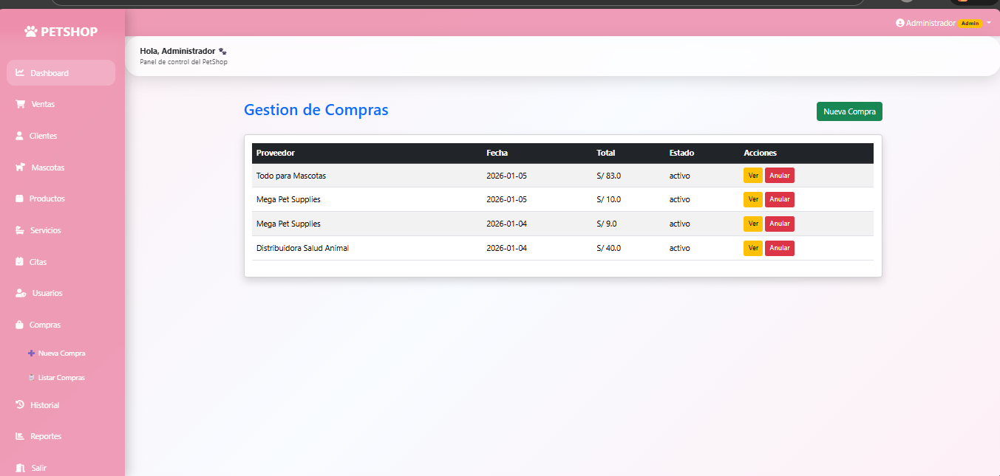 PETSHOP
Administrador Admin
Hola, Administrador
Panel de control del PetShop
Dashboard
Ventas
Clientes
Mascotas
Productos
Servicios
Citas
Usuarios
Compras
Nueva Compra
Listar Compras
Historial
Reportes
Salir
Gestion de Compras
Nueva Compra
Proveedor Fecha Total Estado Acciones
Todo para Mascotas 2026-01-05 S/ 83.0 activo Ver Anular
Mega Pet Supplies 2026-01-05 S/ 10.0 activo Ver Anular
Mega Pet Supplies 2026-01-04 S/ 9.0 activo Ver Anular
Distribuidora Salud Animal 2026-01-04 S/ 40.0 activo Ver Anular